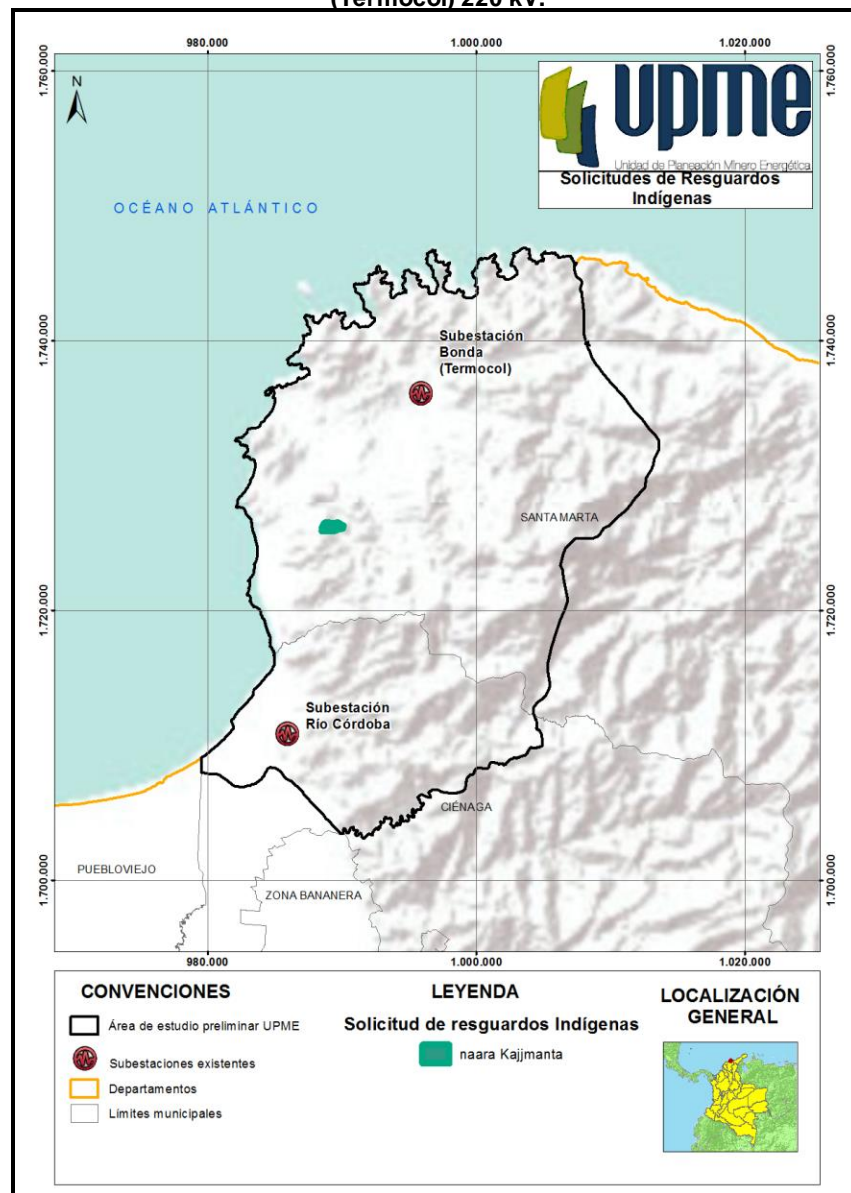 (Termocol) 220 kV.
980.000 1.000.000 1.020.000
1.760.000 1.760.000
N
upme
Unidad de Planeación Minero Energética
Solicitudes de Resguardos
Indígenas
OCÉANO ATLÁNTICO
1.740.000 1.740.000
Subestación
Bonda
(Termocol)
SANTA MARTA
1.720.000 1.720.000
Subestación
Río Córdoba
CIÉNAGA
1.700.000 1.700.000
PUEBLOVIEJO
ZONA BANANERA
980.000 1.000.000 1.020.000
CONVENCIONES
Área de estudio preliminar UPME
Subestaciones existentes
Departamentos
Límites municipales
LEYENDA
Solicitud de resguardos Indígenas
naara Kajjmanta
LOCALIZACIÓN
GENERAL